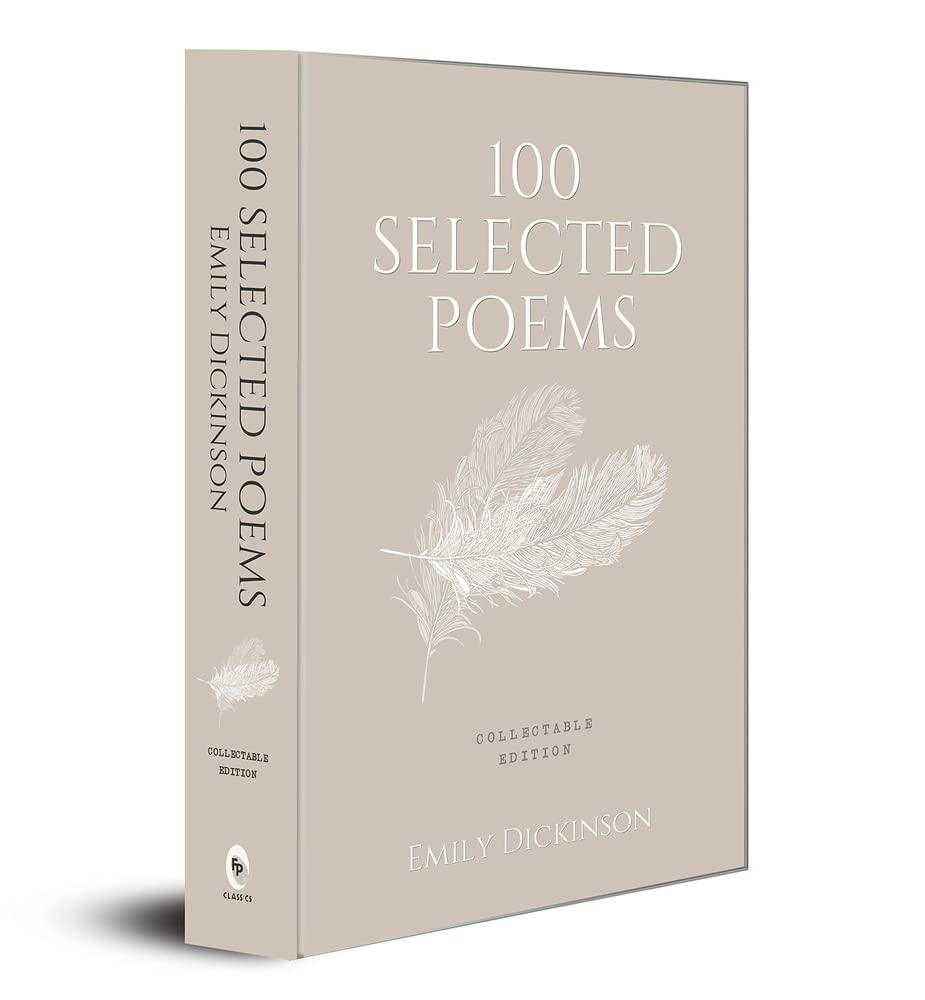 100 SELECTED POEMS
EMILY DICKINSON
COLLECTABLE
EDITION
FP
CLASSICS
100
SELECTED
POEMS
COLLECTABLE
EDITION
EMILY DICKINSON